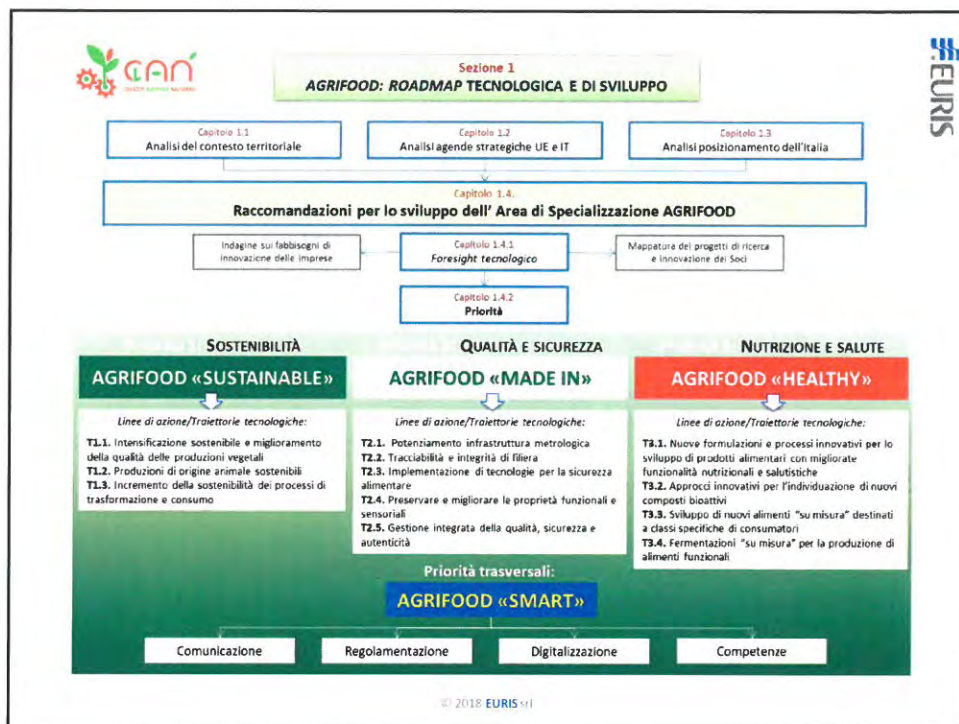 CLAN
CLUSTER AGRIFOOD NAZIONALE
EURIS
Sezione 1
AGRIFOOD: ROADMAP TECNOLOGICA E DI SVILUPPO
Capitolo 1.1
Analisi del contesto territoriale
Capitolo 1.2
Analisi agende strategiche UE e IT
Capitolo 1.3
Analisi posizionamento dell'Italia
Capitolo 1.4.
Raccomandazioni per lo sviluppo dell' Area di Specializzazione AGRIFOOD
Indagine sui fabbisogni di
innovazione delle imprese
Capitolo 1.4.1
Foresight tecnologico
Mappatura dei progetti di ricerca
e innovazione dei Soci
Capitolo 1.4.2
Priorità
SOSTENIBILITÀ
AGRIFOOD «SUSTAINABLE»
Linee di azione/Traiettorie tecnologiche:
T1.1. Intensificazione sostenibile e miglioramento
della qualità delle produzioni vegetali
T1.2. Produzioni di origine animale sostenibili
T1.3. Incremento della sostenibilità dei processi di
trasformazione e consumo
QUALITÀ E SICUREZZA
AGRIFOOD «MADE IN»
Linee di azione/Traiettorie tecnologiche:
T2.1. Potenziamento infrastruttura metrologica
T2.2. Tracciabilità e integrità di filiera
T2.3. Implementazione di tecnologie per la sicurezza
alimentare
T2.4. Preservare e migliorare le proprietà funzionali e
sensoriali
T2.5. Gestione integrata della qualità, sicurezza e
autenticità
NUTRIZIONE E SALUTE
AGRIFOOD «HEALTHY»
Linee di azione/Traiettorie tecnologiche:
T3.1. Nuove formulazioni e processi innovativi per lo
sviluppo di prodotti alimentari con migliorate
funzionalità nutrizionali e salutistiche
T3.2. Approcci innovativi per l'individuazione di nuovi
composti bioattivi
T3.3. Sviluppo di nuovi alimenti "su misura" destinati
a classi specifiche di consumatori
T3.4. Fermentazioni "su misura" per la produzione di
alimenti funzionali
Priorità trasversali:
AGRIFOOD «SMART»
Comunicazione
Regolamentazione
Digitalizzazione
Competenze
© 2018 EURIS srl